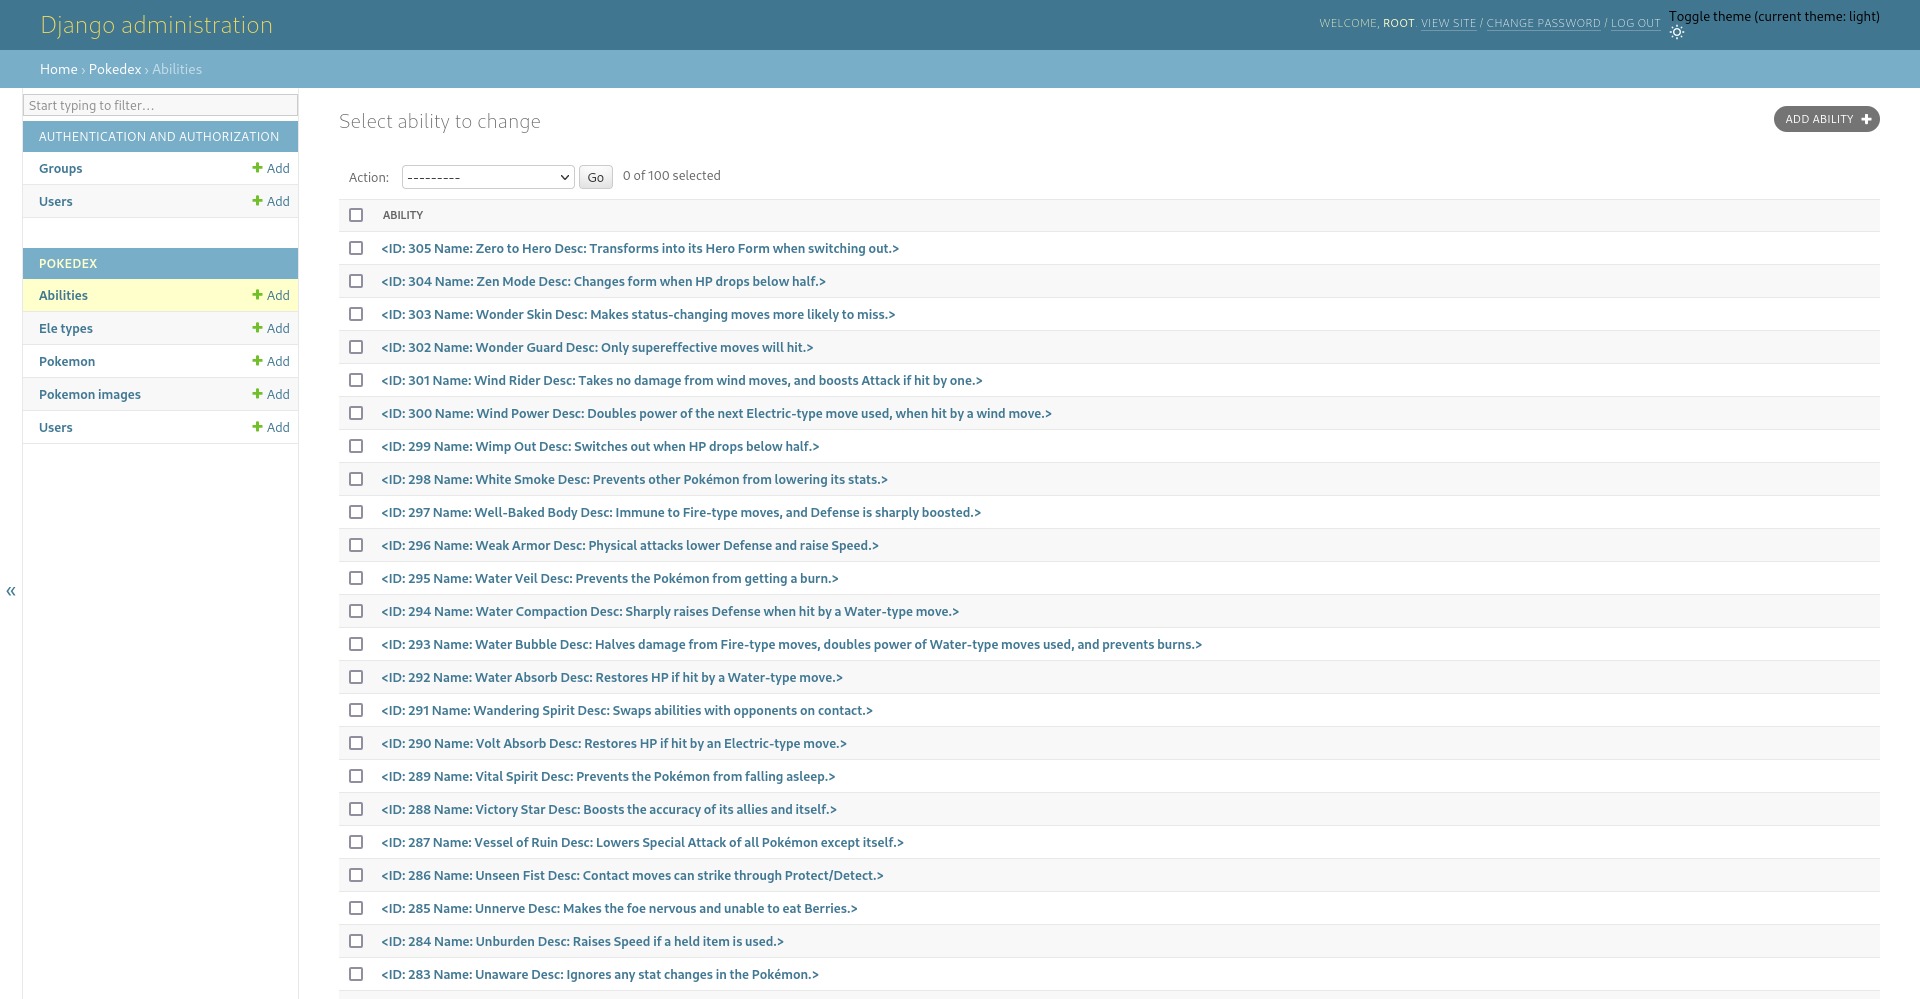 Django administration
WELCOME, ROOT. VIEW SITE / CHANGE PASSWORD / LOG OUT Toggle theme (current theme: light)
Home › Pokedex › Abilities
Start typing to filter…
AUTHENTICATION AND AUTHORIZATION
Groups Add
Users Add
POKEDEX
Abilities Add
Ele types Add
Pokemon Add
Pokemon images Add
Users Add
«
Select ability to change
ADD ABILITY
Action: --------- Go 0 of 100 selected
ABILITY
<ID: 305 Name: Zero to Hero Desc: Transforms into its Hero Form when switching out.>
<ID: 304 Name: Zen Mode Desc: Changes form when HP drops below half.>
<ID: 303 Name: Wonder Skin Desc: Makes status-changing moves more likely to miss.>
<ID: 302 Name: Wonder Guard Desc: Only supereffective moves will hit.>
<ID: 301 Name: Wind Rider Desc: Takes no damage from wind moves, and boosts Attack if hit by one.>
<ID: 300 Name: Wind Power Desc: Doubles power of the next Electric-type move used, when hit by a wind move.>
<ID: 299 Name: Wimp Out Desc: Switches out when HP drops below half.>
<ID: 298 Name: White Smoke Desc: Prevents other Pokémon from lowering its stats.>
<ID: 297 Name: Well-Baked Body Desc: Immune to Fire-type moves, and Defense is sharply boosted.>
<ID: 296 Name: Weak Armor Desc: Physical attacks lower Defense and raise Speed.>
<ID: 295 Name: Water Veil Desc: Prevents the Pokémon from getting a burn.>
<ID: 294 Name: Water Compaction Desc: Sharply raises Defense when hit by a Water-type move.>
<ID: 293 Name: Water Bubble Desc: Halves damage from Fire-type moves, doubles power of Water-type moves used, and prevents burns.>
<ID: 292 Name: Water Absorb Desc: Restores HP if hit by a Water-type move.>
<ID: 291 Name: Wandering Spirit Desc: Swaps abilities with opponents on contact.>
<ID: 290 Name: Volt Absorb Desc: Restores HP if hit by an Electric-type move.>
<ID: 289 Name: Vital Spirit Desc: Prevents the Pokémon from falling asleep.>
<ID: 288 Name: Victory Star Desc: Boosts the accuracy of its allies and itself.>
<ID: 287 Name: Vessel of Ruin Desc: Lowers Special Attack of all Pokémon except itself.>
<ID: 286 Name: Unseen Fist Desc: Contact moves can strike through Protect/Detect.>
<ID: 285 Name: Unnerve Desc: Makes the foe nervous and unable to eat Berries.>
<ID: 284 Name: Unburden Desc: Raises Speed if a held item is used.>
<ID: 283 Name: Unaware Desc: Ignores any stat changes in the Pokémon.>